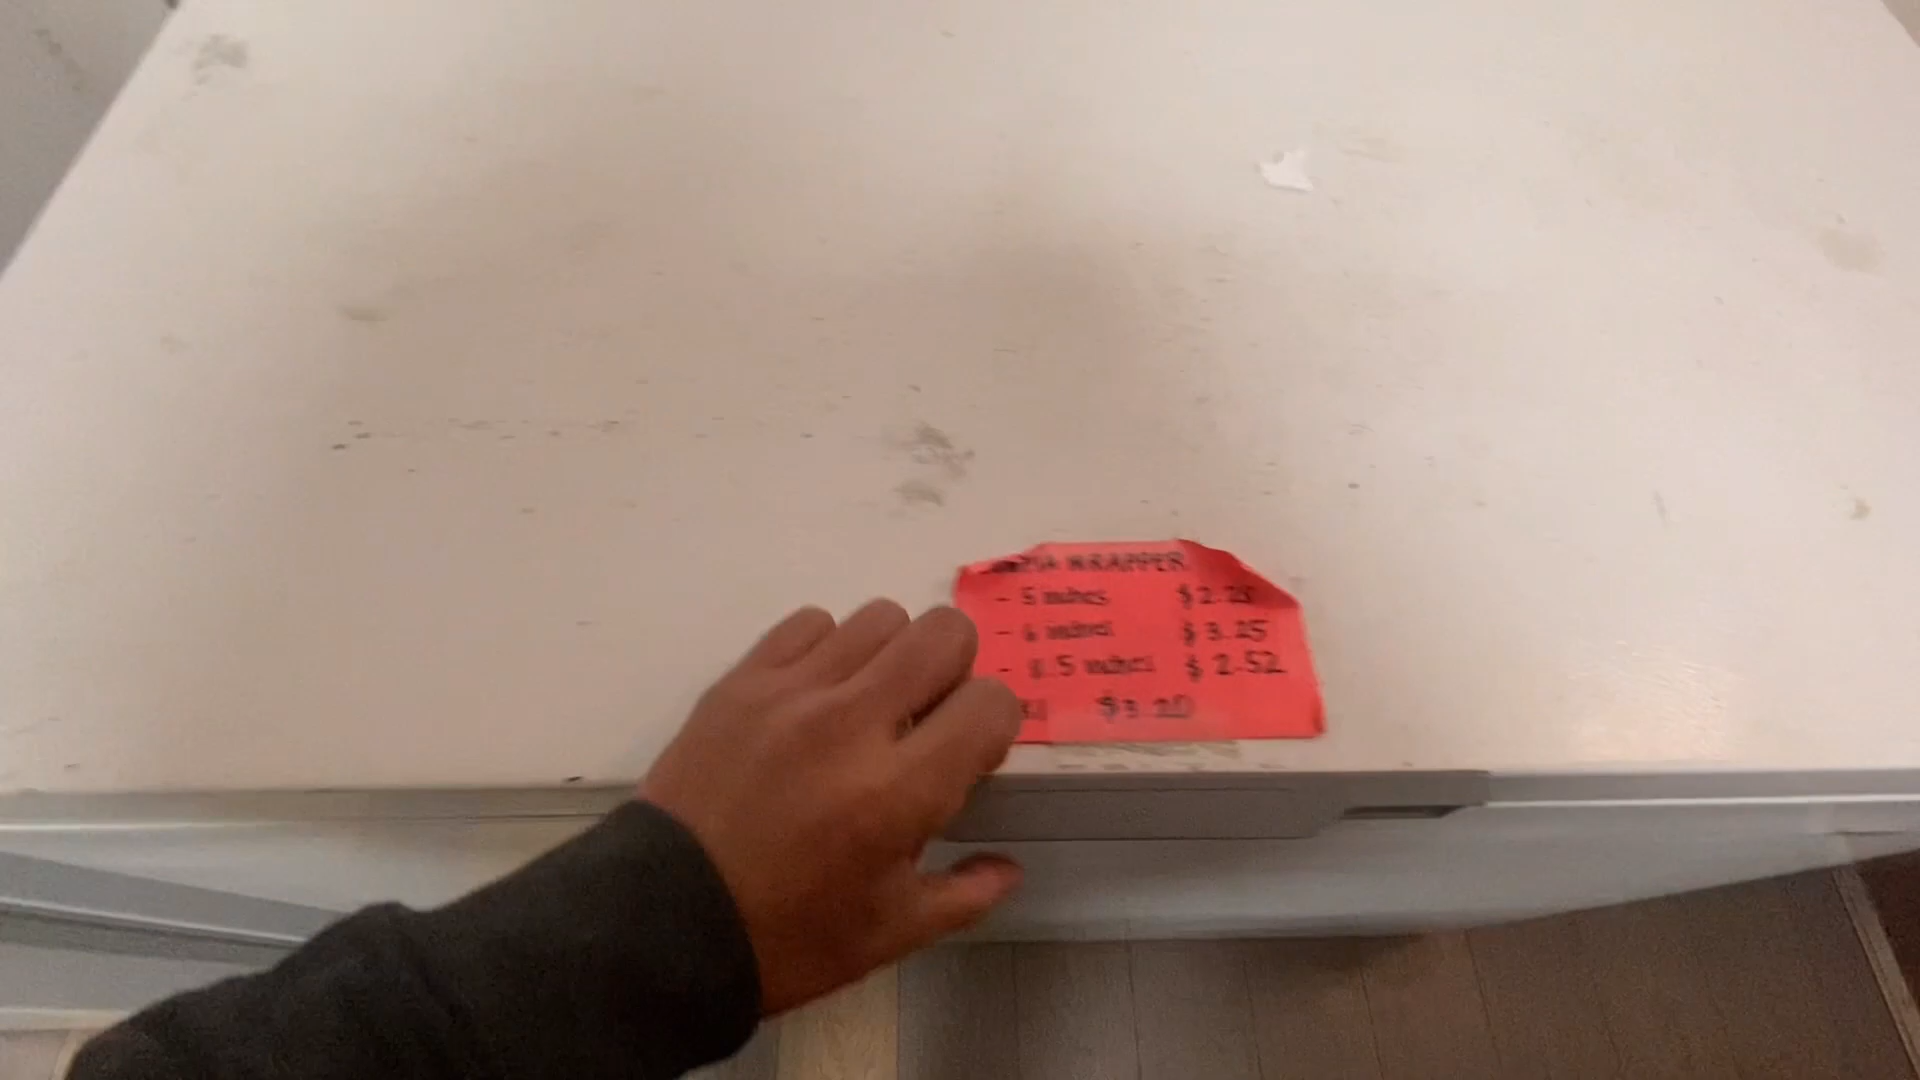 WRAPPER
- 5 inches $2.25
- 6 inches $3.25
- 8.5 inches $2.52
$3.20